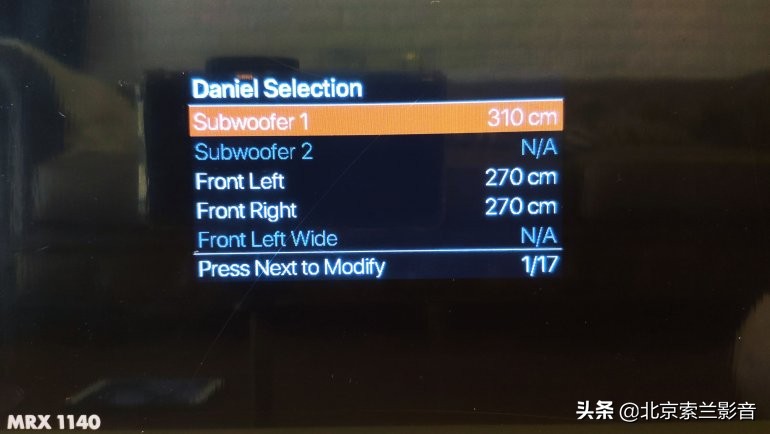 Daniel Selection
Subwoofer 1 310 cm
Subwoofer 2 N/A
Front Left 270 cm
Front Right 270 cm
Front Left Wide N/A
Press Next to Modify 1/17
MRX 1140
头条 @北京索兰影音